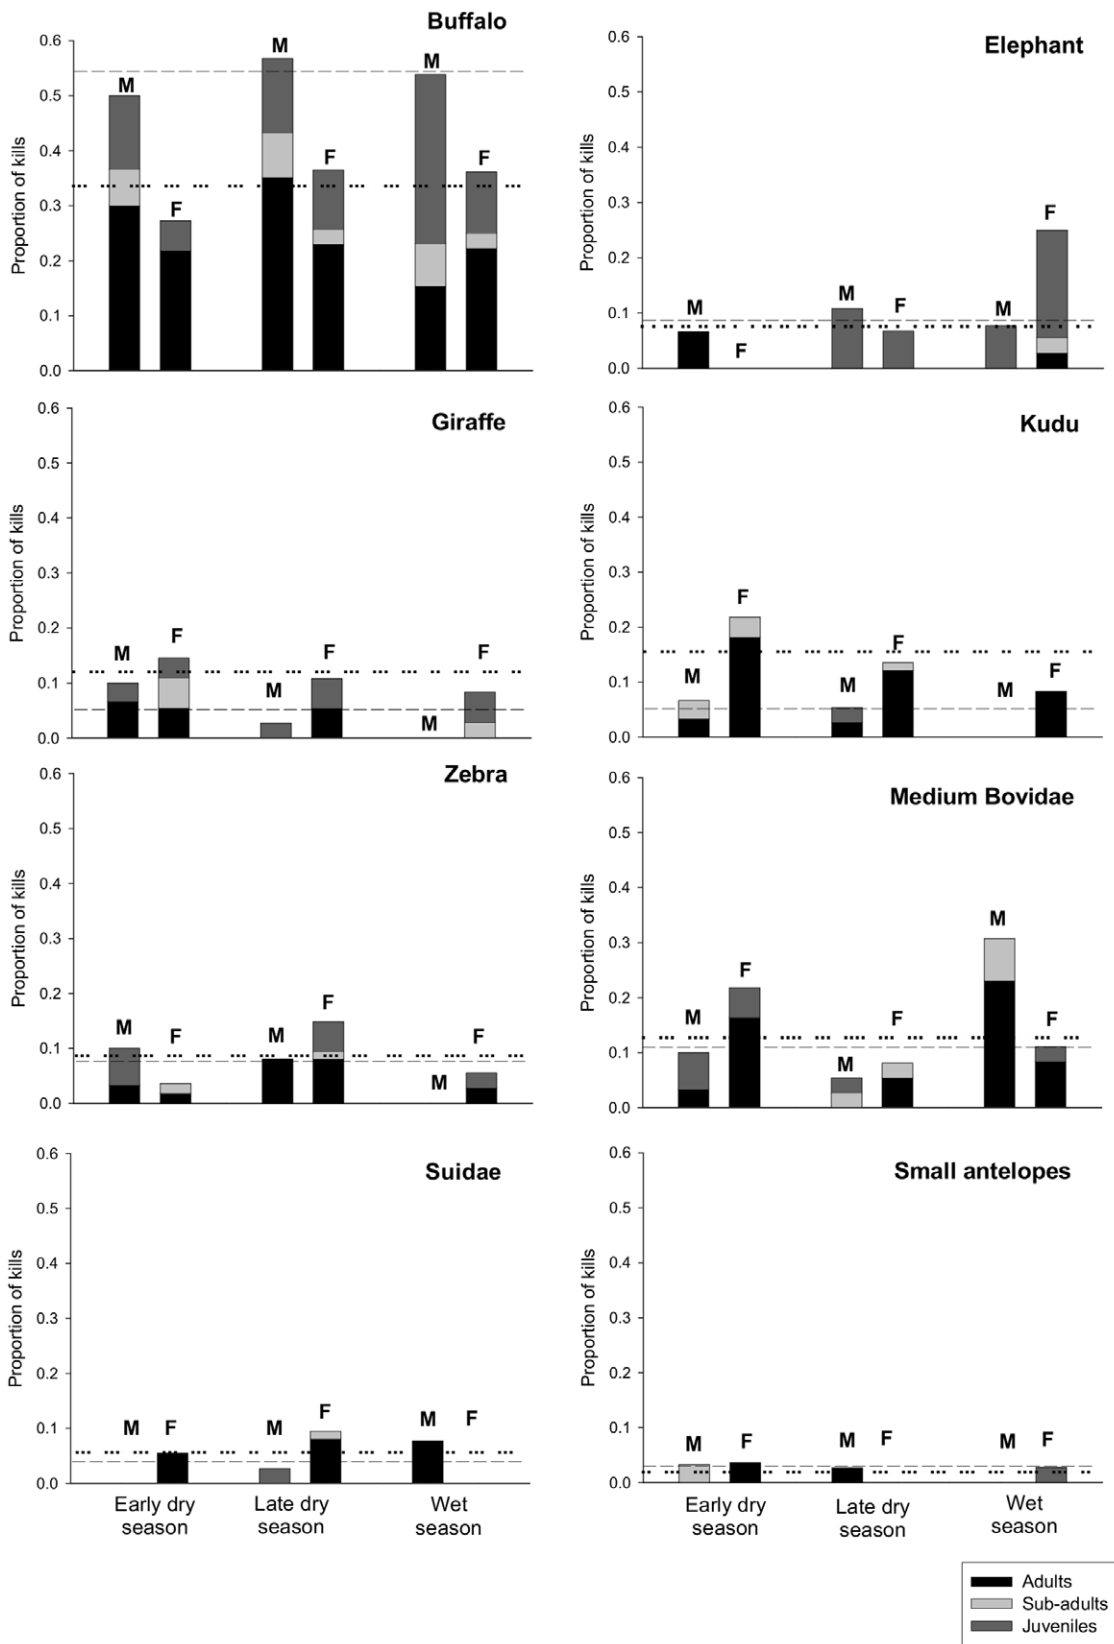 Buffalo
Proportion of kills
0.6
0.5
0.4
0.3
0.2
0.1
0.0
M
F
M
F
M
F
Elephant
Proportion of kills
0.6
0.5
0.4
0.3
0.2
0.1
0.0
M
F
M
F
M
F
Giraffe
Proportion of kills
0.6
0.5
0.4
0.3
0.2
0.1
0.0
M
F
M
F
M
F
Kudu
Proportion of kills
0.6
0.5
0.4
0.3
0.2
0.1
0.0
M
F
M
F
M
F
Zebra
Proportion of kills
0.6
0.5
0.4
0.3
0.2
0.1
0.0
M
F
M
F
M
F
Medium Bovidae
Proportion of kills
0.6
0.5
0.4
0.3
0.2
0.1
0.0
M
F
M
F
M
F
Suidae
Proportion of kills
0.6
0.5
0.4
0.3
0.2
0.1
0.0
M
F
M
F
M
F
Early dry
season
Late dry
season
Wet
season
Small antelopes
Proportion of kills
0.6
0.5
0.4
0.3
0.2
0.1
0.0
M
F
M
F
M
F
Early dry
season
Late dry
season
Wet
season
Adults
Sub-adults
Juveniles